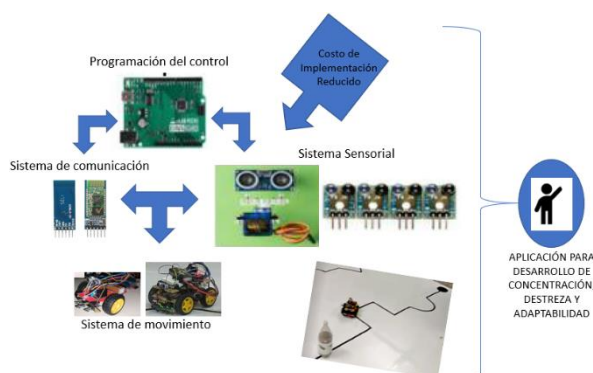 Programación del control
Costo de
Implementación
Reducido
Sistema de comunicación
Sistema Sensorial
Sistema de movimiento
APLICACIÓN PARA
DESARROLLO DE
CONCENTRACIÓN,
DESTREZA Y
ADAPTABILIDAD